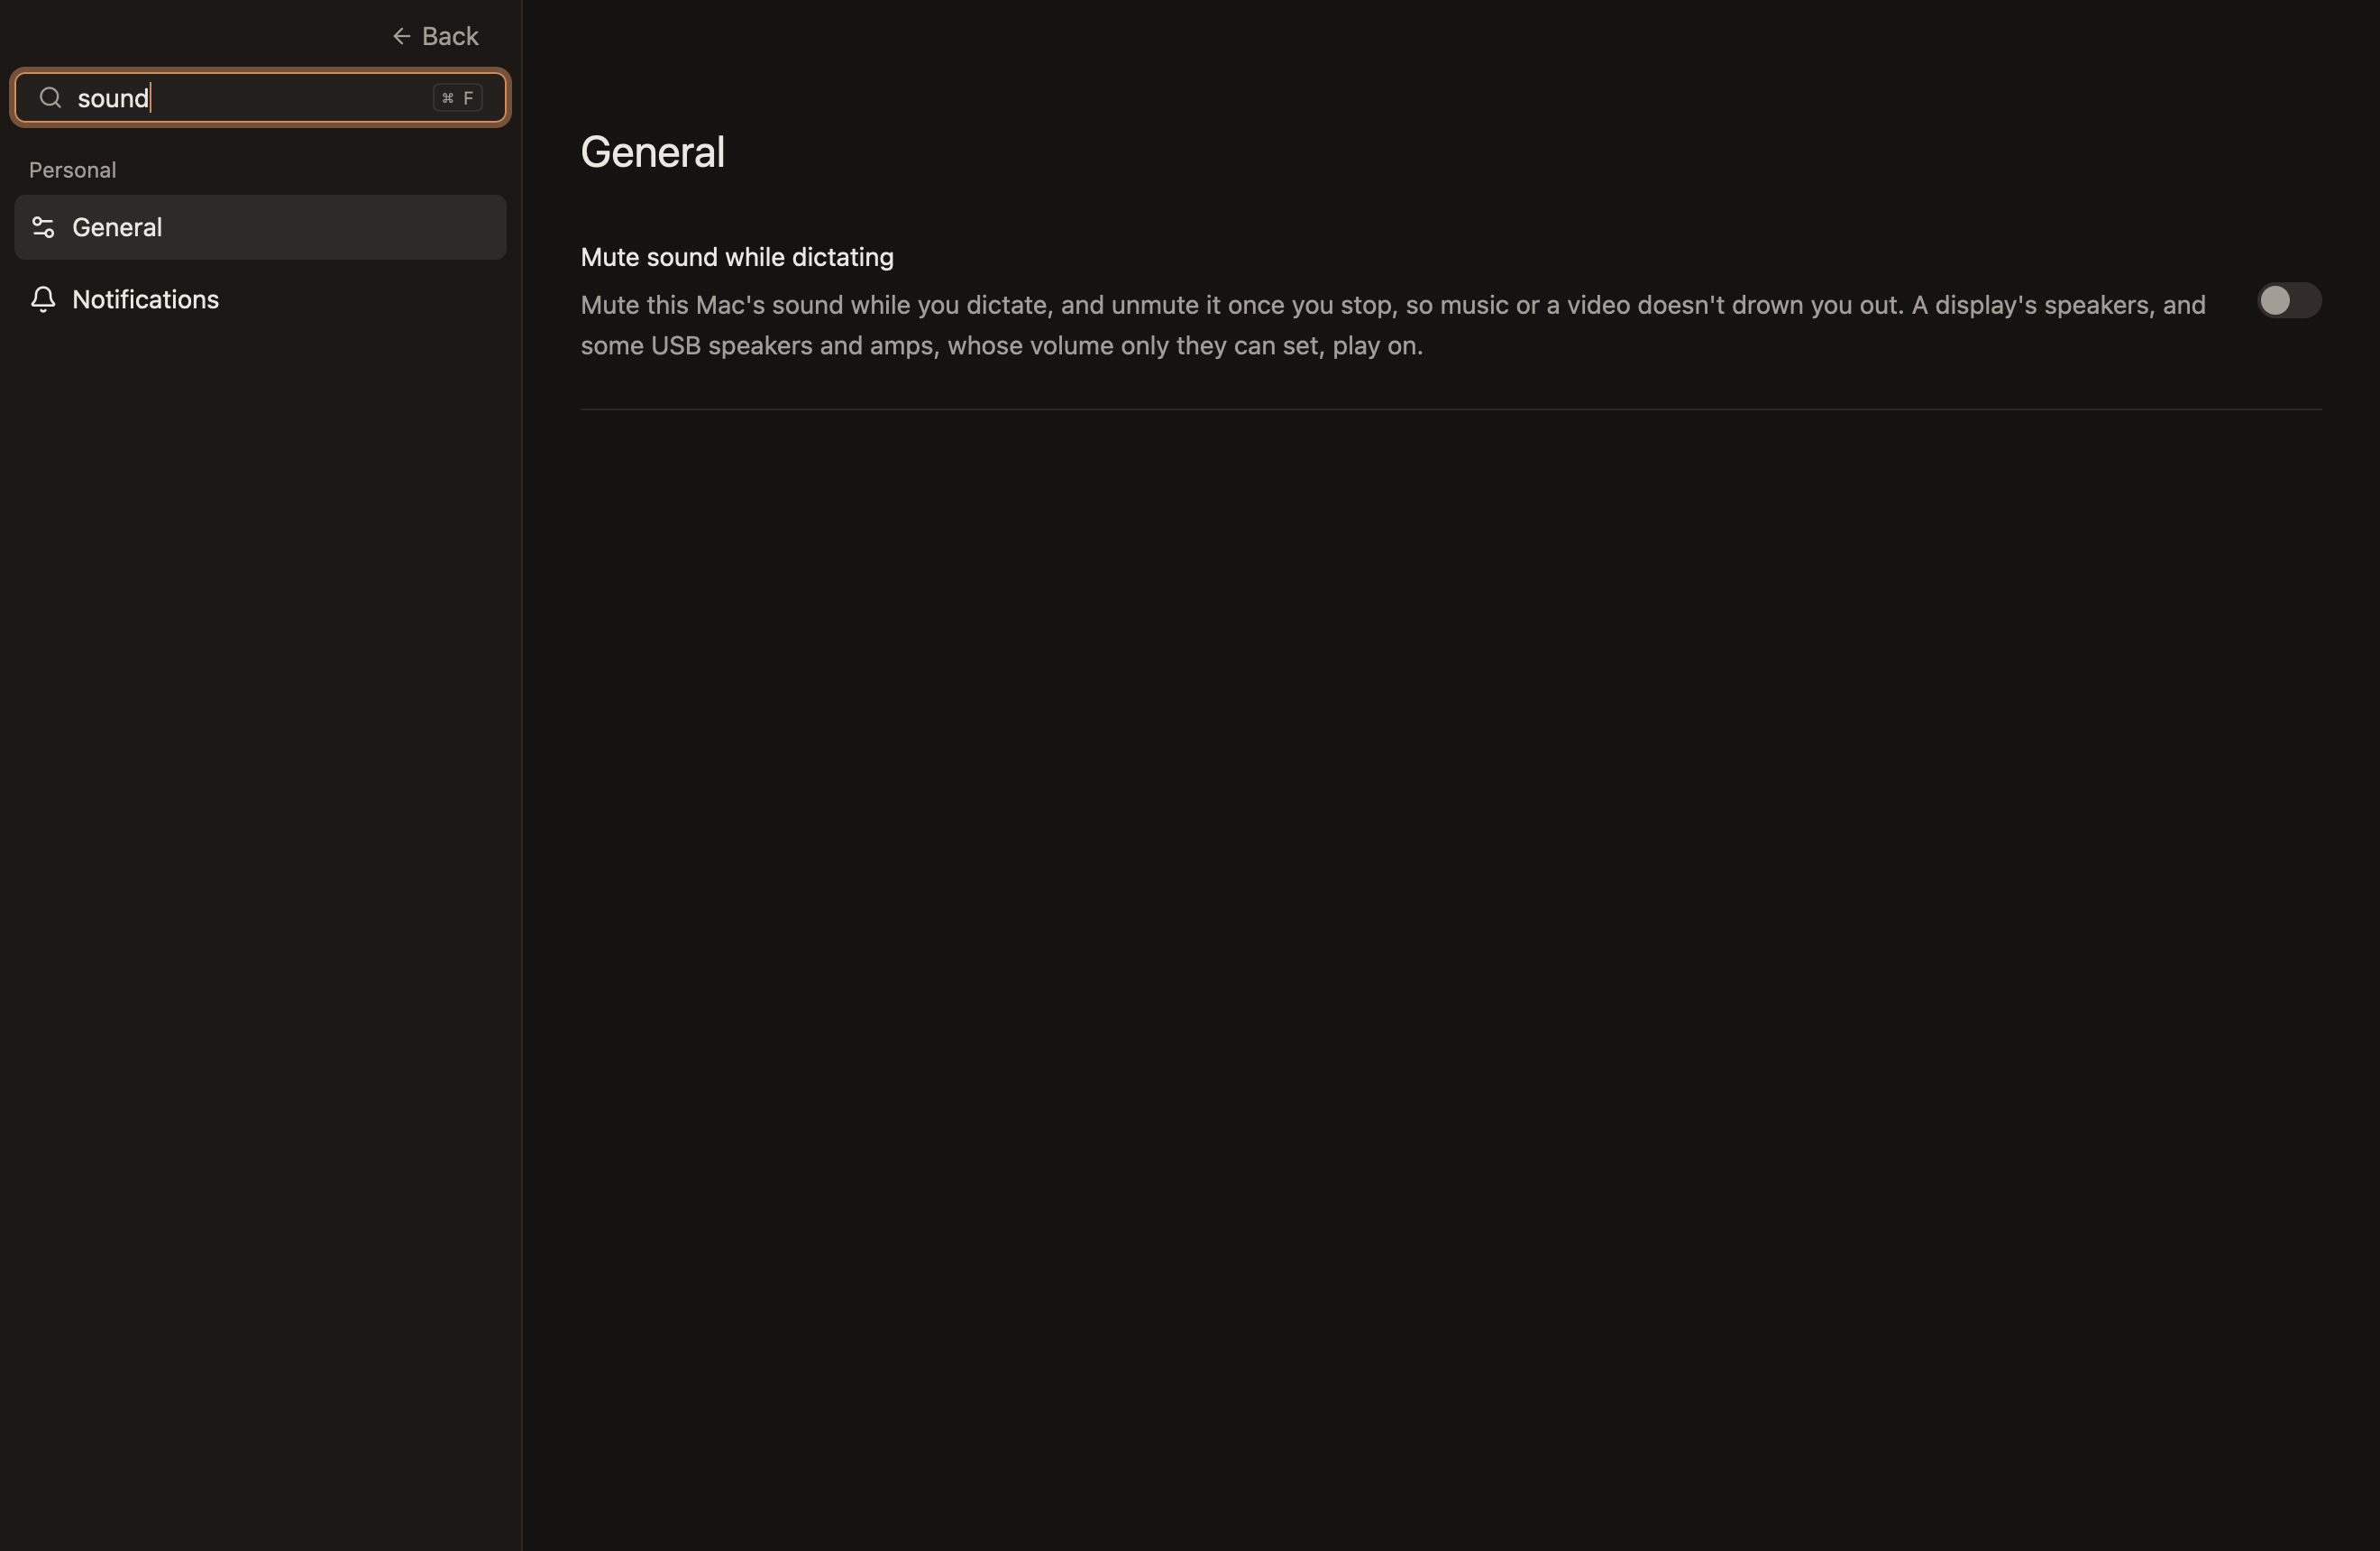 ← Back
sound
⌘ F
Personal
General
Notifications
General
Mute sound while dictating
Mute this Mac's sound while you dictate, and unmute it once you stop, so music or a video doesn't drown you out. A display's speakers, and
some USB speakers and amps, whose volume only they can set, play on.